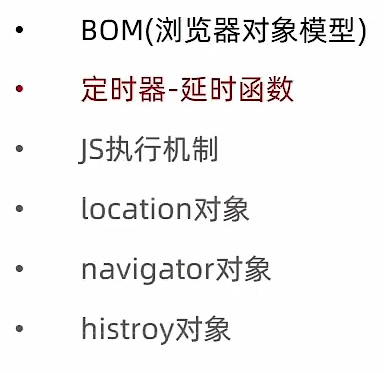 • BOM(浏览器对象模型)
• 定时器-延时函数
• JS执行机制
• location对象
• navigator对象
• histroy对象